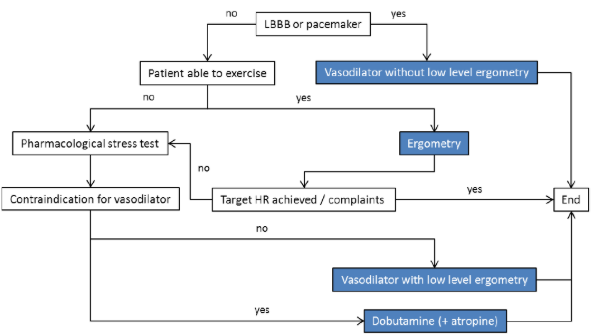 no
LBBB or pacemaker
yes
Patient able to exercise
Vasodilator without low level ergometry
no
yes
Pharmacological stress test
Ergometry
no
Contraindication for vasodilator
Target HR achieved / complaints
yes
End
no
Vasodilator with low level ergometry
yes
Dobutamine (+ atropine)